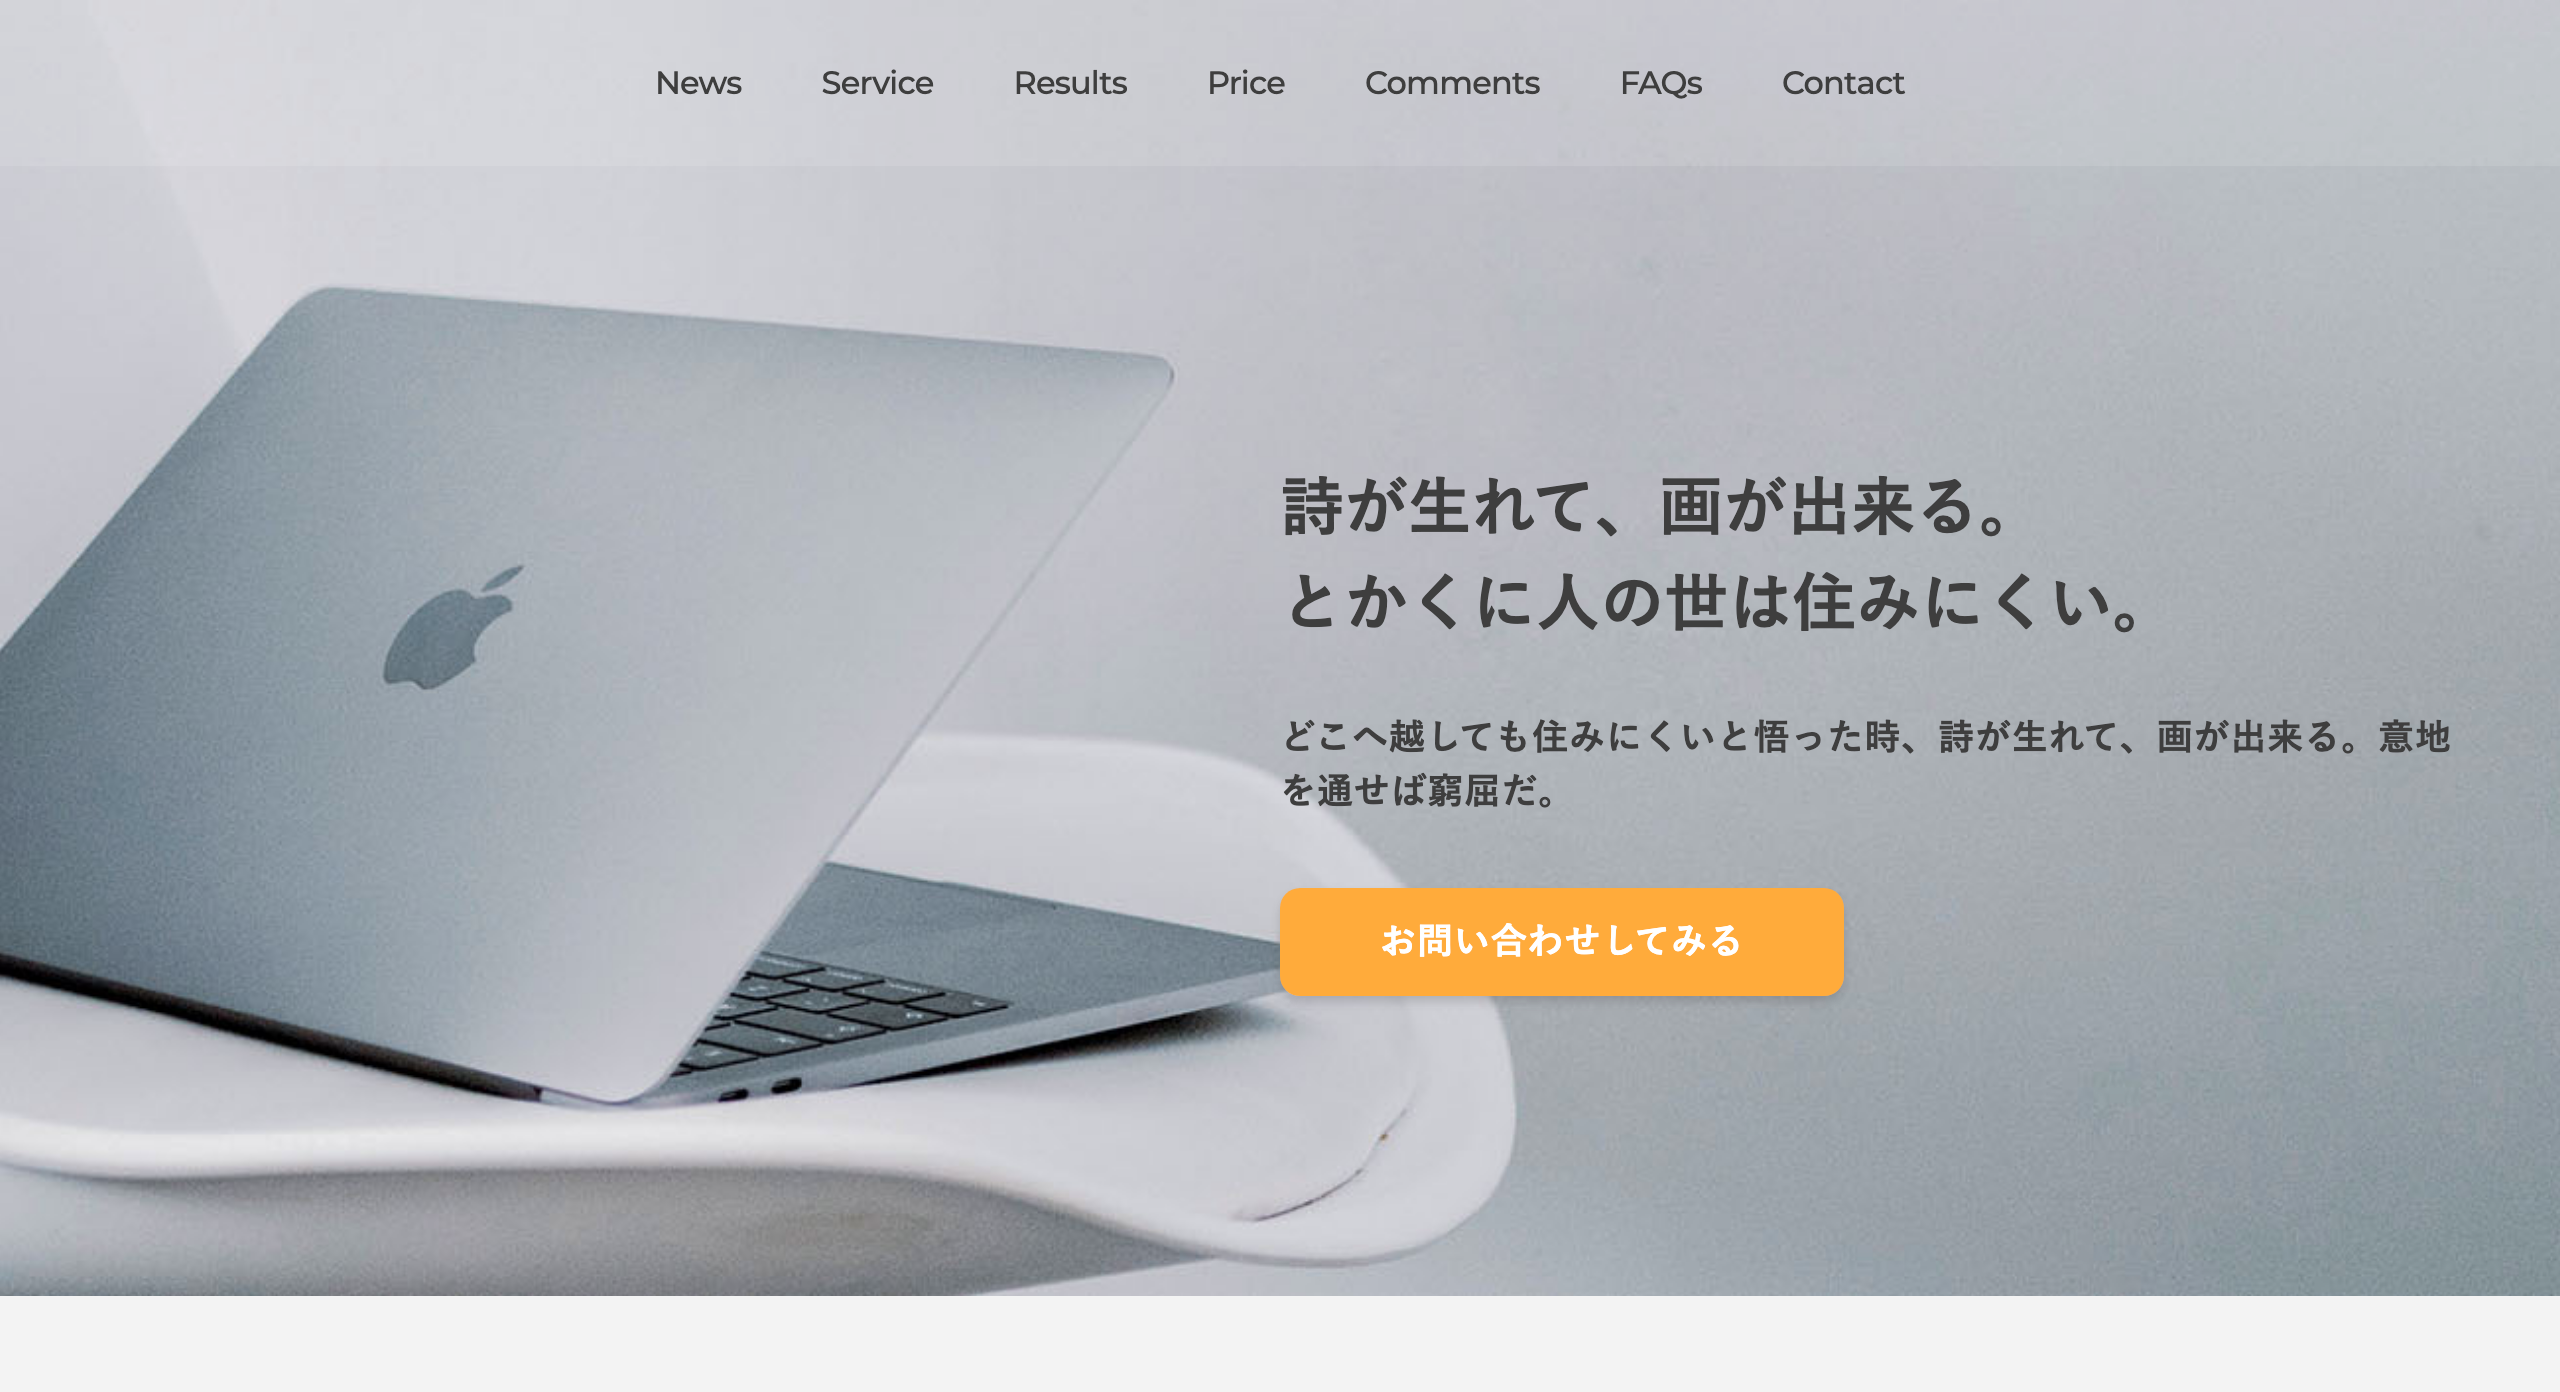 News Service Results Price Comments FAQs Contact
詩が生れて、画が出来る。
とかくに人の世は住みにくい。
どこへ越しても住みにくいと悟った時、詩が生れて、画が出来る。意地
を通せば窮屈だ。
お問い合わせしてみる